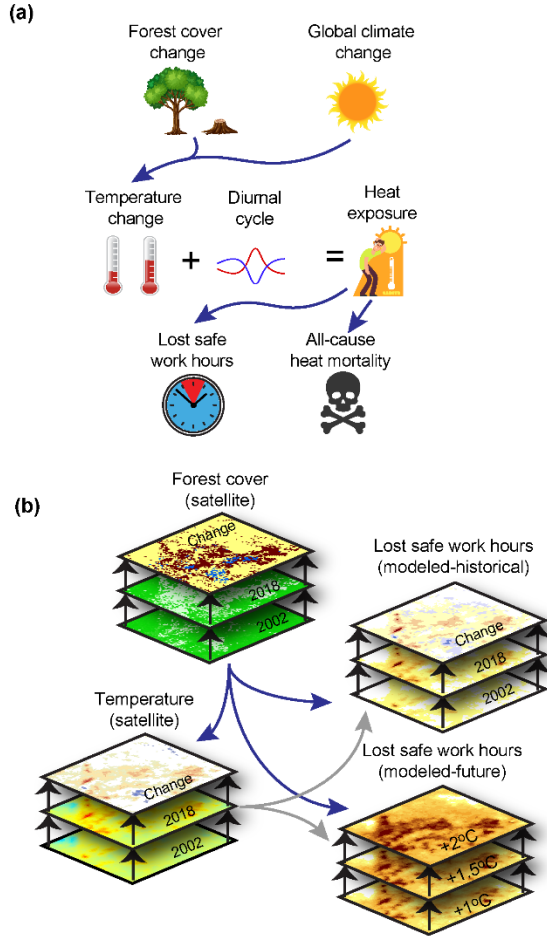 (a)
Forest cover
change
Global climate
change
Temperature
change
Diurnal
cycle
Heat
exposure
+
=
Lost safe
work hours
All-cause
heat mortality
(b)
Forest cover
(satellite)
Change
2018
2002
Lost safe work hours
(modeled-historical)
Change
2018
2002
Temperature
(satellite)
Change
2018
2002
Lost safe work hours
(modeled-future)
+2°C
+1.5°C
+1°C